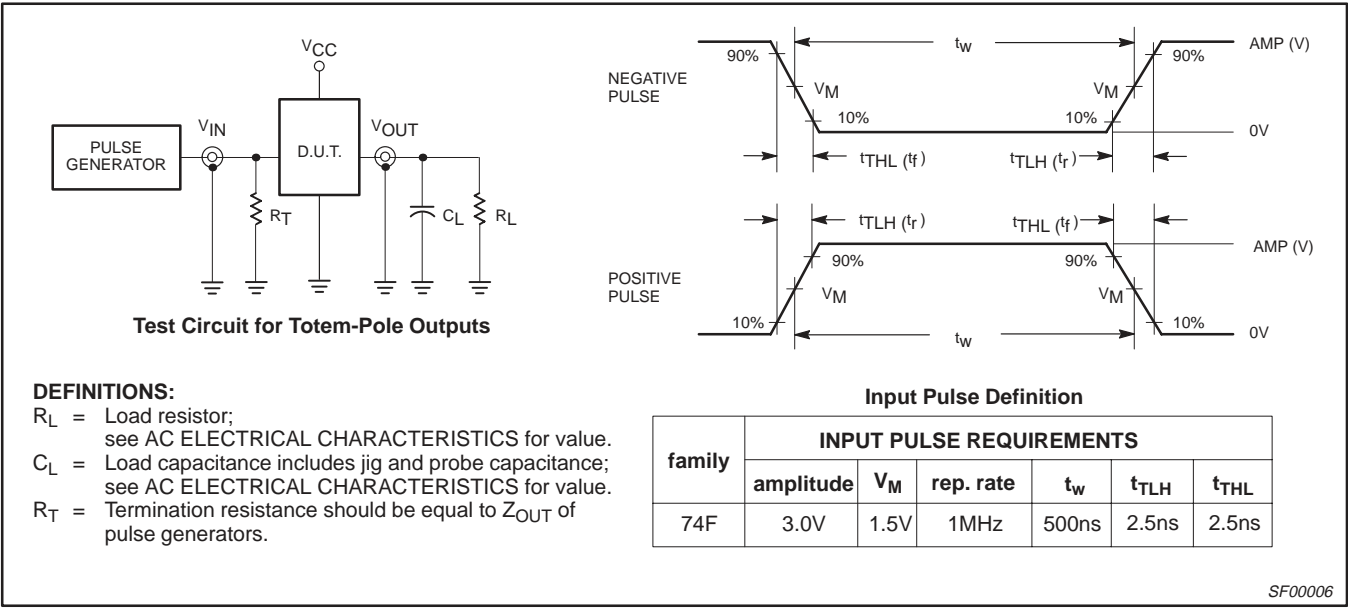 VCC
VIN
VOUT
PULSE
GENERATOR
D.U.T.
RT
CL
RL
Test Circuit for Totem-Pole Outputs
NEGATIVE
PULSE
90%
tw
90%
AMP (V)
VM
VM
10%
10%
0V
tTHL (tf)
tTLH (tr)
tTLH (tr)
tTHL (tf)
AMP (V)
90%
90%
POSITIVE
PULSE
VM
VM
10%
10%
tw
0V
Input Pulse Definition
DEFINITIONS:
RL = Load resistor;
see AC ELECTRICAL CHARACTERISTICS for value.
CL = Load capacitance includes jig and probe capacitance;
see AC ELECTRICAL CHARACTERISTICS for value.
RT = Termination resistance should be equal to ZOUT of
pulse generators.
family
INPUT PULSE REQUIREMENTS
amplitude VM rep. rate tw tTLH tTHL
74F 3.0V 1.5V 1MHz 500ns 2.5ns 2.5ns
SF00006